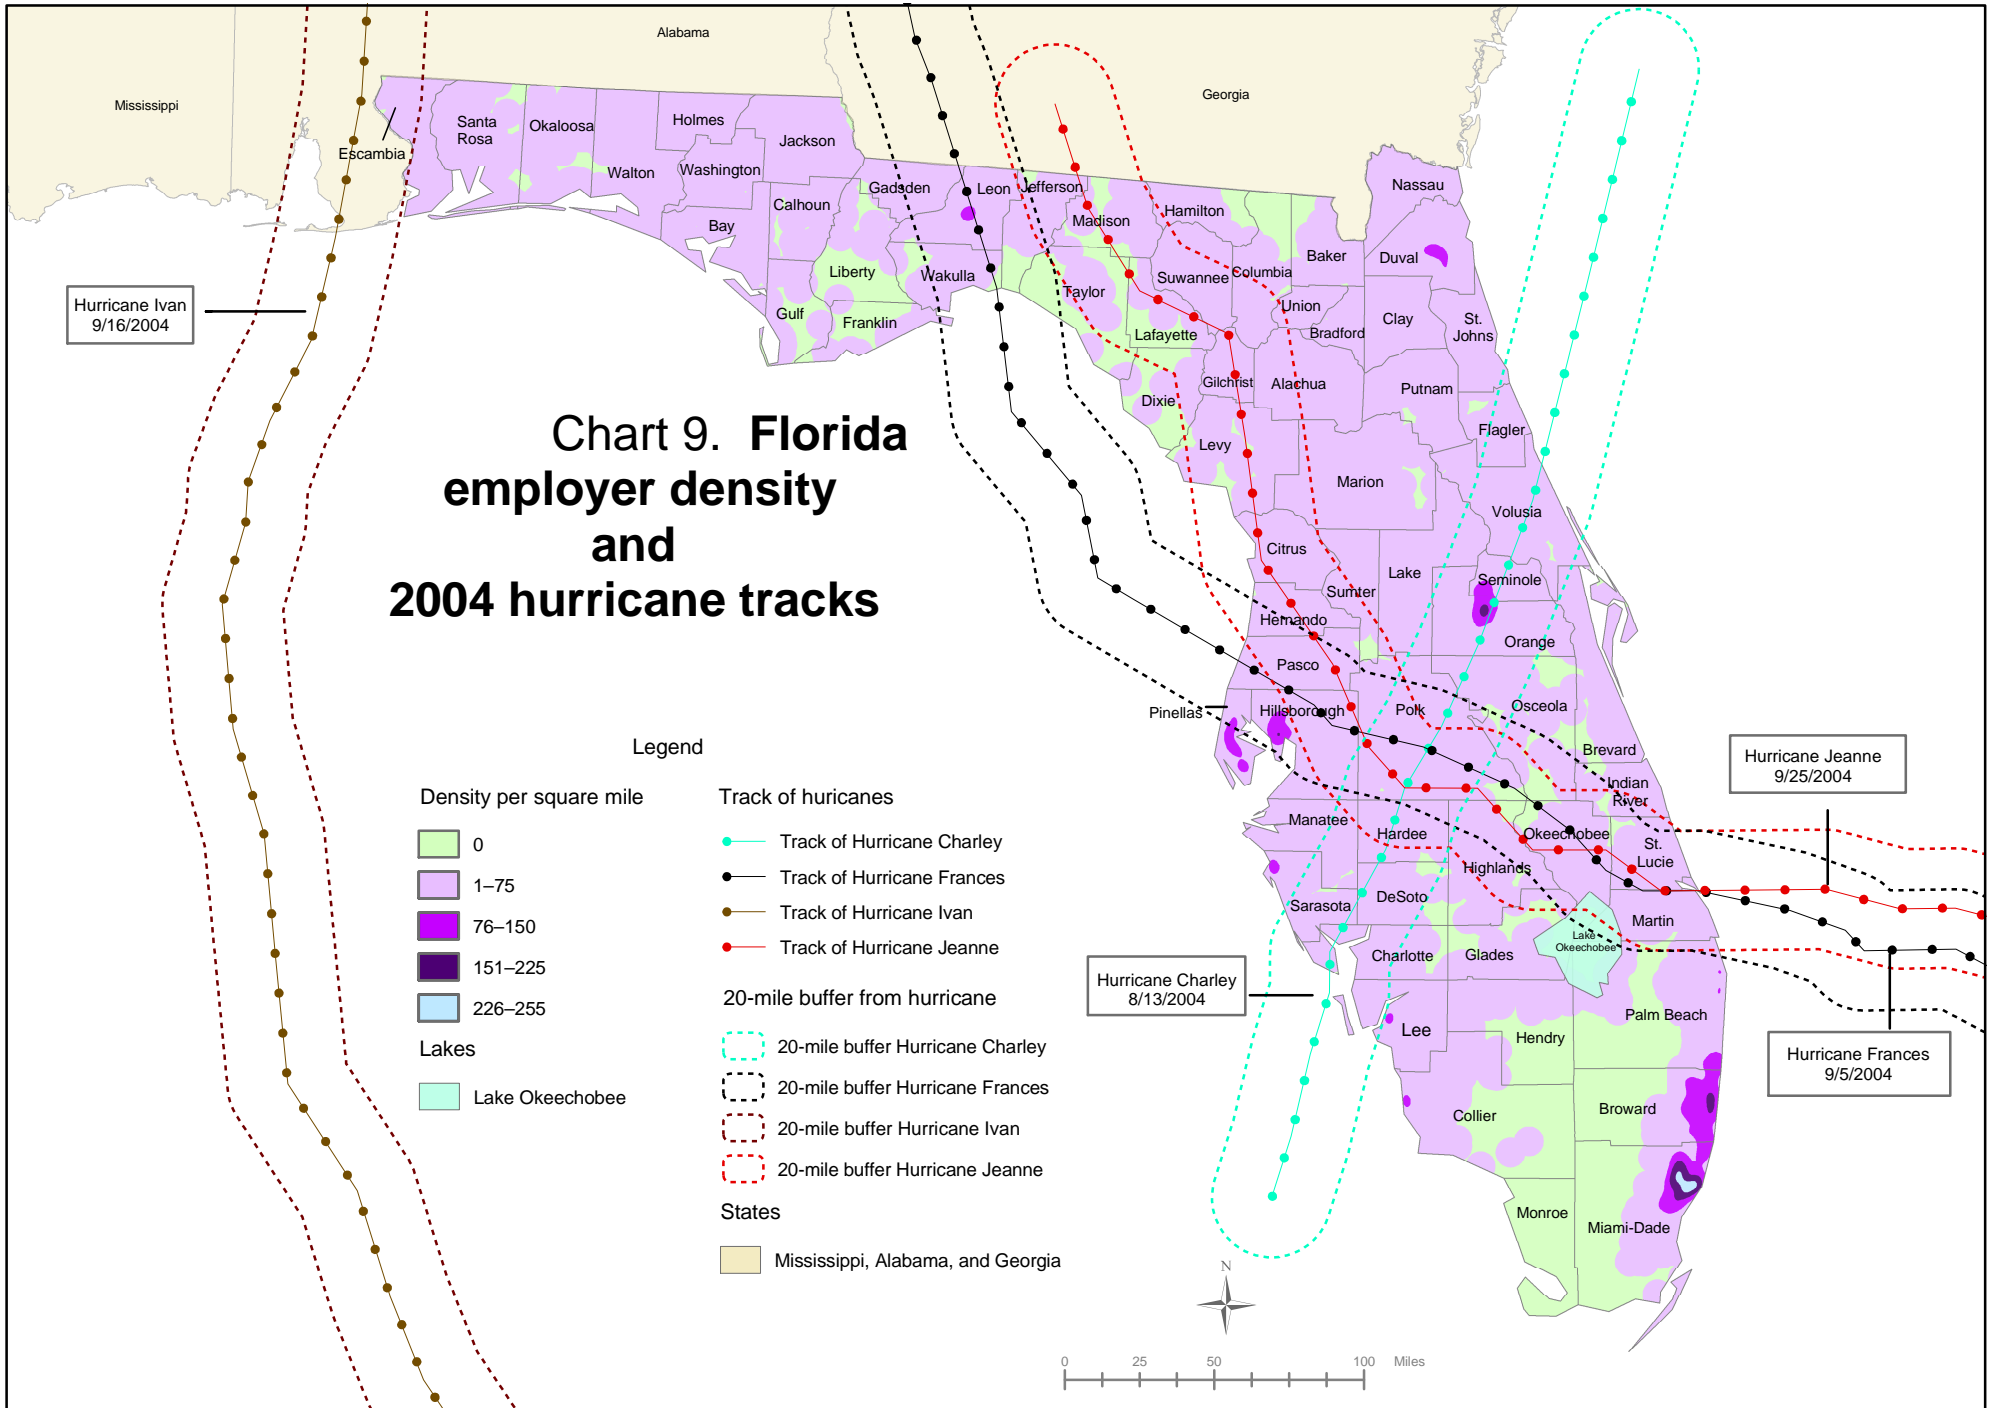 Alabama
Mississippi
Georgia
Escambia
Santa
Rosa
Okaloosa
Holmes
Jackson
Walton
Washington
Bay
Calhoun
Gadsden
Leon
Jefferson
Madison
Hamilton
Nassau
Liberty
Wakulla
Gulf
Franklin
Taylor
Suwannee
Columbia
Baker
Duval
Union
Bradford
Clay
St.
Johns
Lafayette
Gilchrist
Alachua
Putnam
Dixie
Levy
Flagler
Marion
Volusia
Citrus
Lake
Sumter
Seminole
Hernando
Orange
Pasco
Pinellas
Hillsborough
Polk
Osceola
Brevard
Indian
River
Manatee
Hardee
Okeechobee
St.
Lucie
Highlands
Sarasota
DeSoto
Martin
Lake
Okeechobee
Charlotte
Glades
Lee
Hendry
Palm Beach
Collier
Broward
Monroe
Miami-Dade
Hurricane Ivan
9/16/2004
Hurricane Jeanne
9/25/2004
Hurricane Charley
8/13/2004
Hurricane Frances
9/5/2004
Chart 9. Florida
employer density
and
2004 hurricane tracks
Legend
Density per square mile
0
1–75
76–150
151–225
226–255
Lakes
Lake Okeechobee
Track of huricanes
Track of Hurricane Charley
Track of Hurricane Frances
Track of Hurricane Ivan
Track of Hurricane Jeanne
20-mile buffer from hurricane
20-mile buffer Hurricane Charley
20-mile buffer Hurricane Frances
20-mile buffer Hurricane Ivan
20-mile buffer Hurricane Jeanne
States
Mississippi, Alabama, and Georgia
N
0 25 50 100 Miles